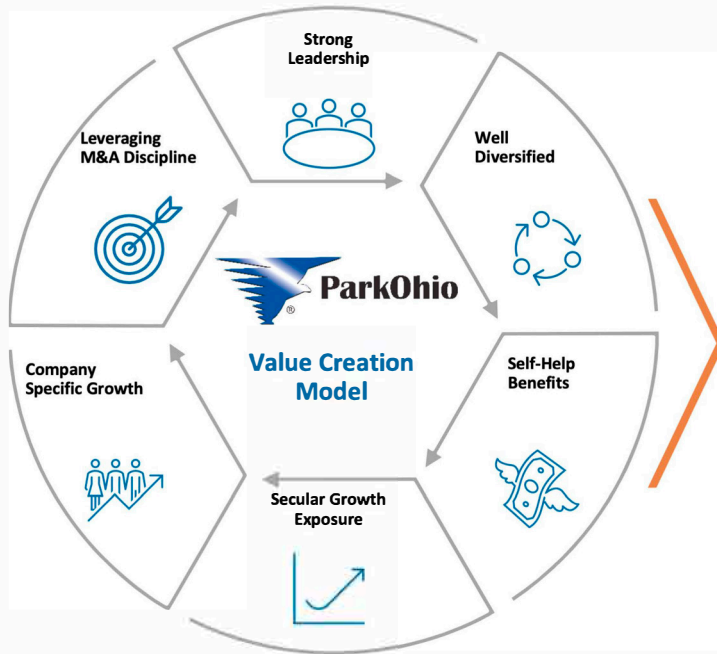 Strong
Leadership
Well
Diversified
Self-Help
Benefits
Secular Growth
Exposure
Company
Specific Growth
Leveraging
M&A Discipline
ParkOhio
®
Value Creation
Model